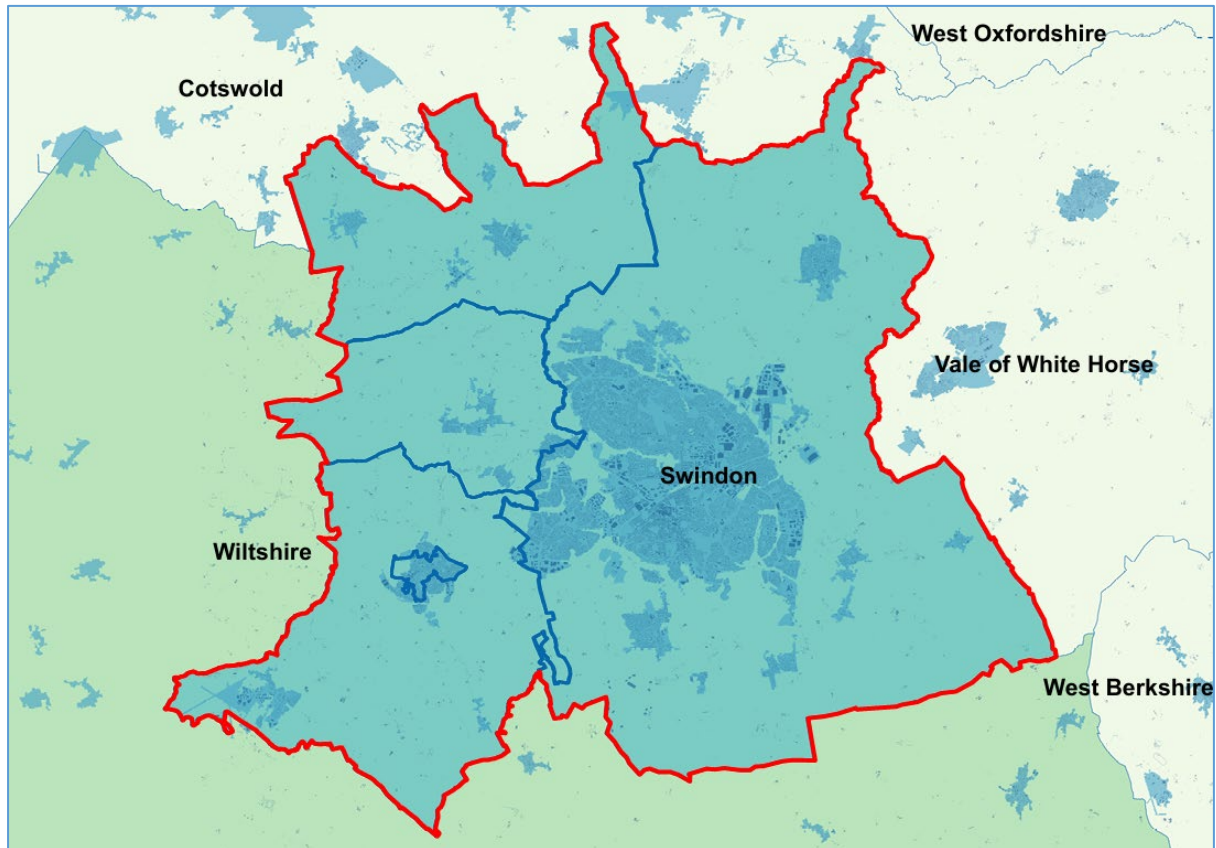 West Oxfordshire
Cotswold
Vale of White Horse
Swindon
Wiltshire
West Berkshire